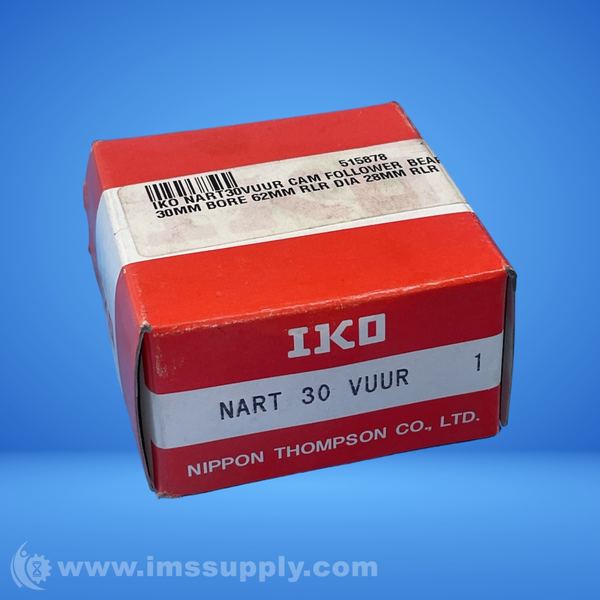 515878
IKO NART30VUUR CAM FOLLOWER BEAR
30MM BORE 62MM RLR DIA 28MM RLR
IKO
NART 30 VUUR 1
NIPPON THOMPSON CO., LTD.
www.imssupply.com